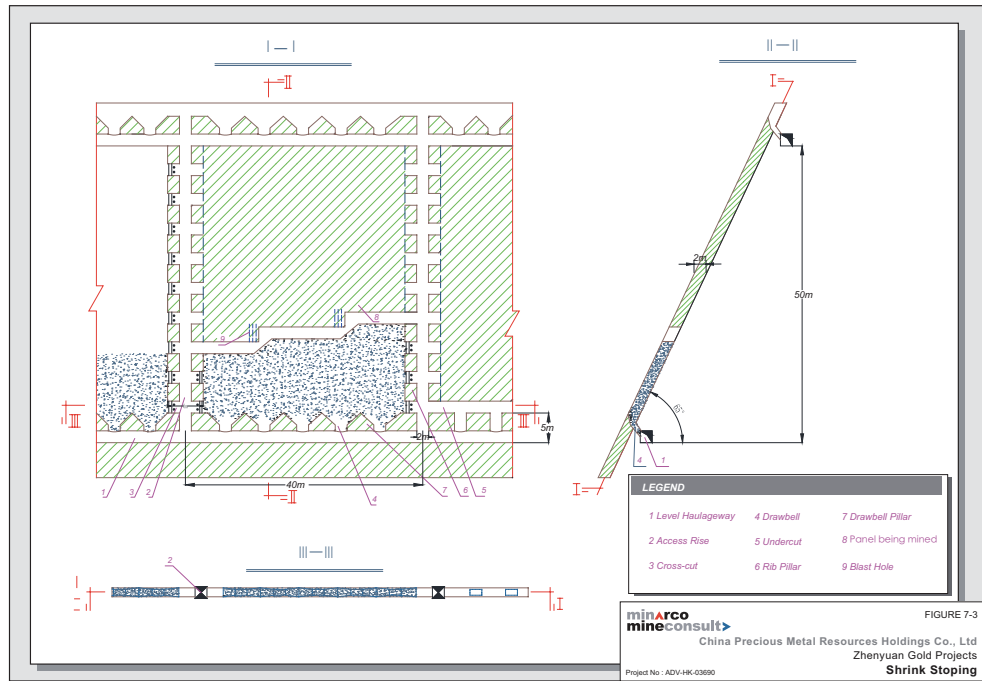 I — I
II — II
II
I
2m
50m
9
8
65°
5m
III
III
2m
40m
1
3
2
4
7
6
5
4
1
I
II
LEGEND
1 Level Haulageway
4 Drawbell
7 Drawbell Pillar
2 Access Rise
5 Undercut
8 Panel being mined
3 Cross-cut
6 Rib Pillar
9 Blast Hole
III — III
2
I
I
minarco
mineconsult
FIGURE 7-3
China Precious Metal Resources Holdings Co., Ltd
Zhenyuan Gold Projects
Project No : ADV-HK-03690
Shrink Stoping